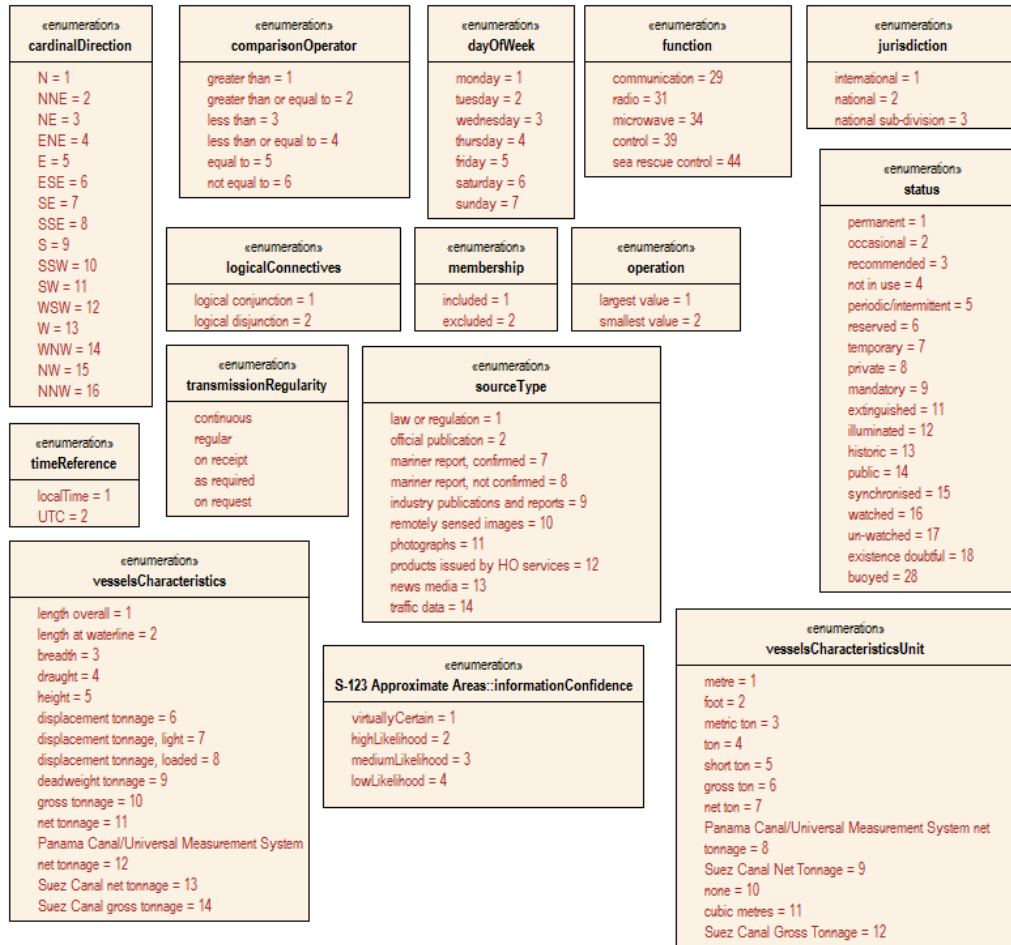 «enumeration»
cardinalDirection
N = 1
NNE = 2
NE = 3
ENE = 4
E = 5
ESE = 6
SE = 7
SSE = 8
S = 9
SSW = 10
SW = 11
WSW = 12
W = 13
WNW = 14
NW = 15
NNW = 16
«enumeration»
comparisonOperator
greater than = 1
greater than or equal to = 2
less than = 3
less than or equal to = 4
equal to = 5
not equal to = 6
«enumeration»
dayOfWeek
monday = 1
tuesday = 2
wednesday = 3
thursday = 4
friday = 5
saturday = 6
sunday = 7
«enumeration»
function
communication = 29
radio = 31
microwave = 34
control = 39
sea rescue control = 44
«enumeration»
jurisdiction
international = 1
national = 2
national sub-division = 3
«enumeration»
status
permanent = 1
occasional = 2
recommended = 3
not in use = 4
periodic/intermittent = 5
reserved = 6
temporary = 7
private = 8
mandatory = 9
extinguished = 11
illuminated = 12
historic = 13
public = 14
synchronised = 15
watched = 16
un-watched = 17
existence doubtful = 18
buoyed = 28
«enumeration»
logicalConnectives
logical conjunction = 1
logical disjunction = 2
«enumeration»
membership
included = 1
excluded = 2
«enumeration»
operation
largest value = 1
smallest value = 2
«enumeration»
transmissionRegularity
continuous
regular
on receipt
as required
on request
«enumeration»
sourceType
law or regulation = 1
official publication = 2
mariner report, confirmed = 7
mariner report, not confirmed = 8
industry publications and reports = 9
remotely sensed images = 10
photographs = 11
products issued by HO services = 12
news media = 13
traffic data = 14
«enumeration»
timeReference
localTime = 1
UTC = 2
«enumeration»
vesselsCharacteristics
length overall = 1
length at waterline = 2
breadth = 3
draught = 4
height = 5
displacement tonnage = 6
displacement tonnage, light = 7
displacement tonnage, loaded = 8
deadweight tonnage = 9
gross tonnage = 10
net tonnage = 11
Panama Canal/Universal Measurement System
net tonnage = 12
Suez Canal net tonnage = 13
Suez Canal gross tonnage = 14
«enumeration»
S-123 Approximate Areas::informationConfidence
virtuallyCertain = 1
highLikelihood = 2
mediumLikelihood = 3
lowLikelihood = 4
«enumeration»
vesselsCharacteristicsUnit
metre = 1
foot = 2
metric ton = 3
ton = 4
short ton = 5
gross ton = 6
net ton = 7
Panama Canal/Universal Measurement System net
tonnage = 8
Suez Canal Net Tonnage = 9
none = 10
cubic metres = 11
Suez Canal Gross Tonnage = 12